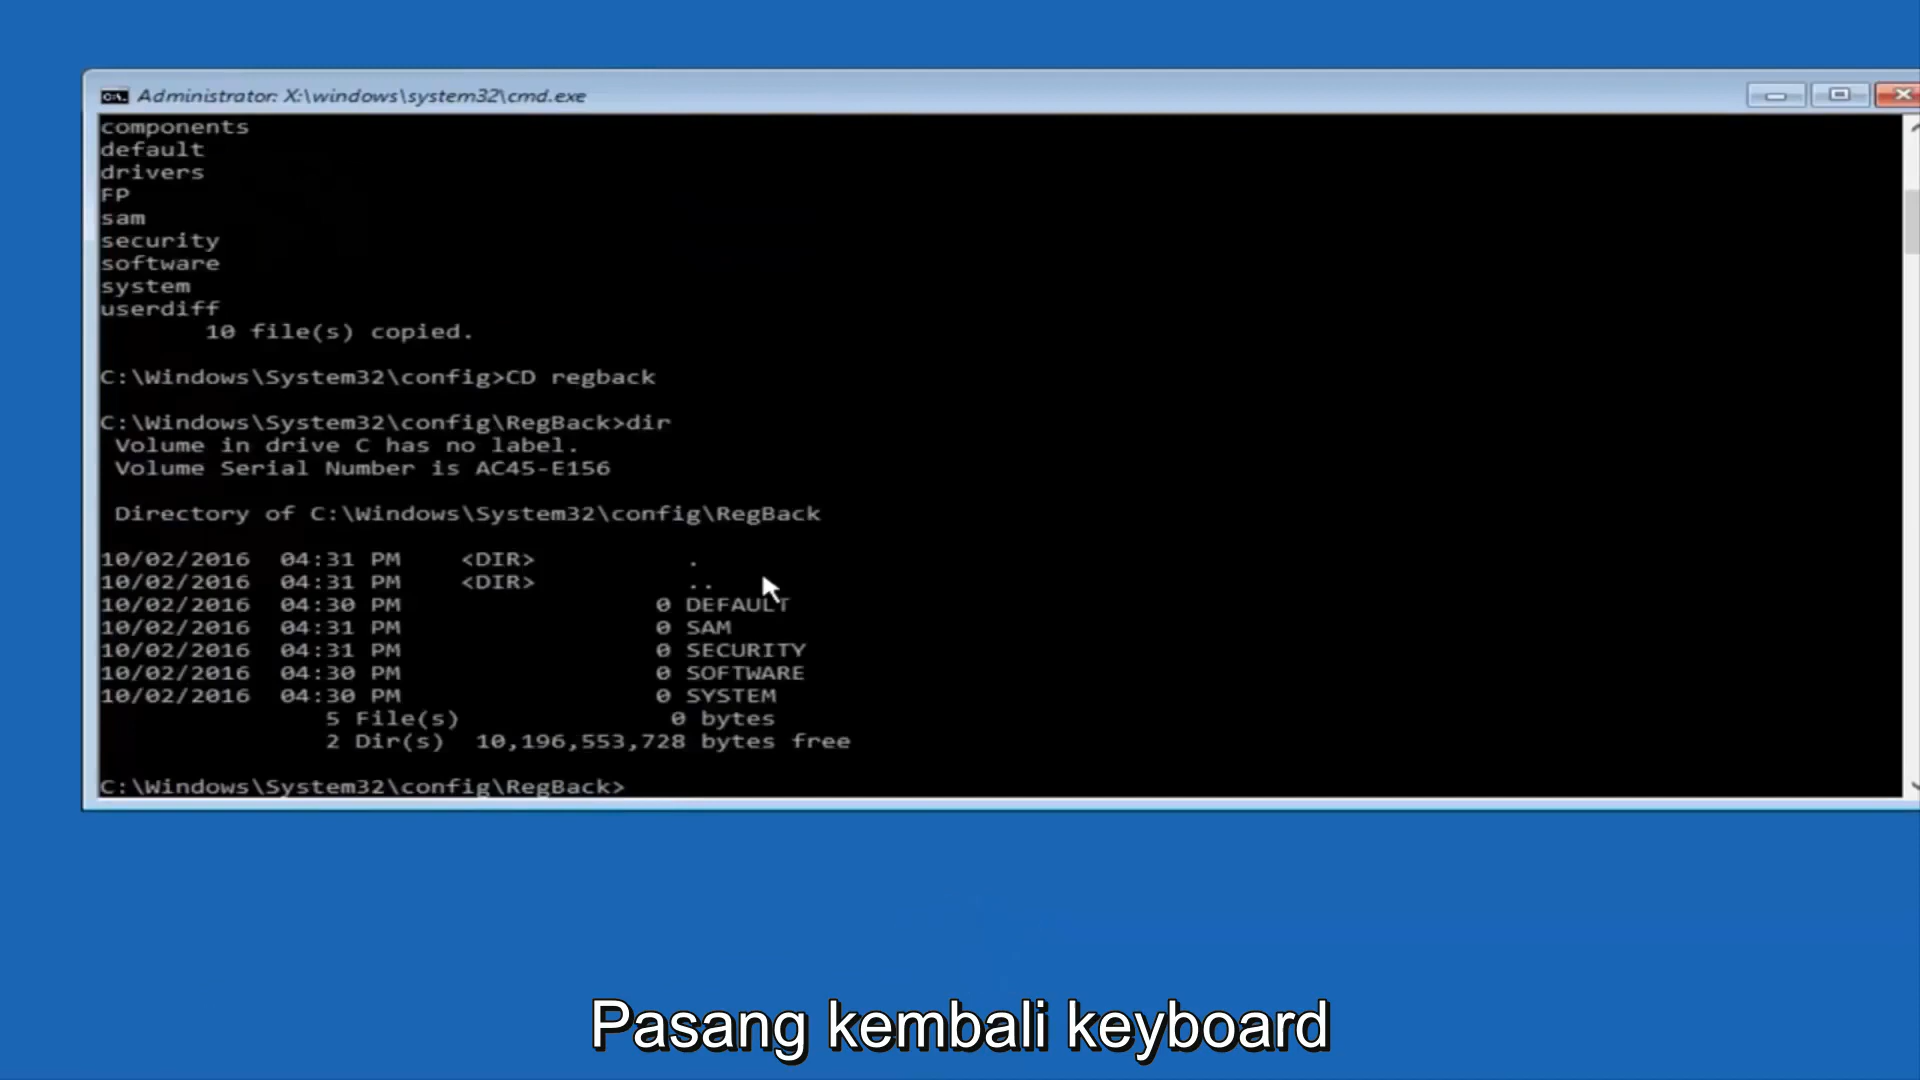 Administrator: X:\windows\system32\cmd.exe
components
default
drivers
FP
sam
security
software
system
userdiff
10 file(s) copied.
C:\Windows\System32\config>CD regback
C:\Windows\System32\config\RegBack>dir
Volume in drive C has no label.
Volume Serial Number is AC45-E156
Directory of C:\Windows\System32\config\RegBack
10/02/2016 04:31 PM <DIR> .
10/02/2016 04:31 PM <DIR> ..
10/02/2016 04:30 PM 0 DEFAULT
10/02/2016 04:31 PM 0 SAM
10/02/2016 04:31 PM 0 SECURITY
10/02/2016 04:30 PM 0 SOFTWARE
10/02/2016 04:30 PM 0 SYSTEM
5 File(s) 0 bytes
2 Dir(s) 10,196,553,728 bytes free
C:\Windows\System32\config\RegBack>
Pasang kembali keyboard